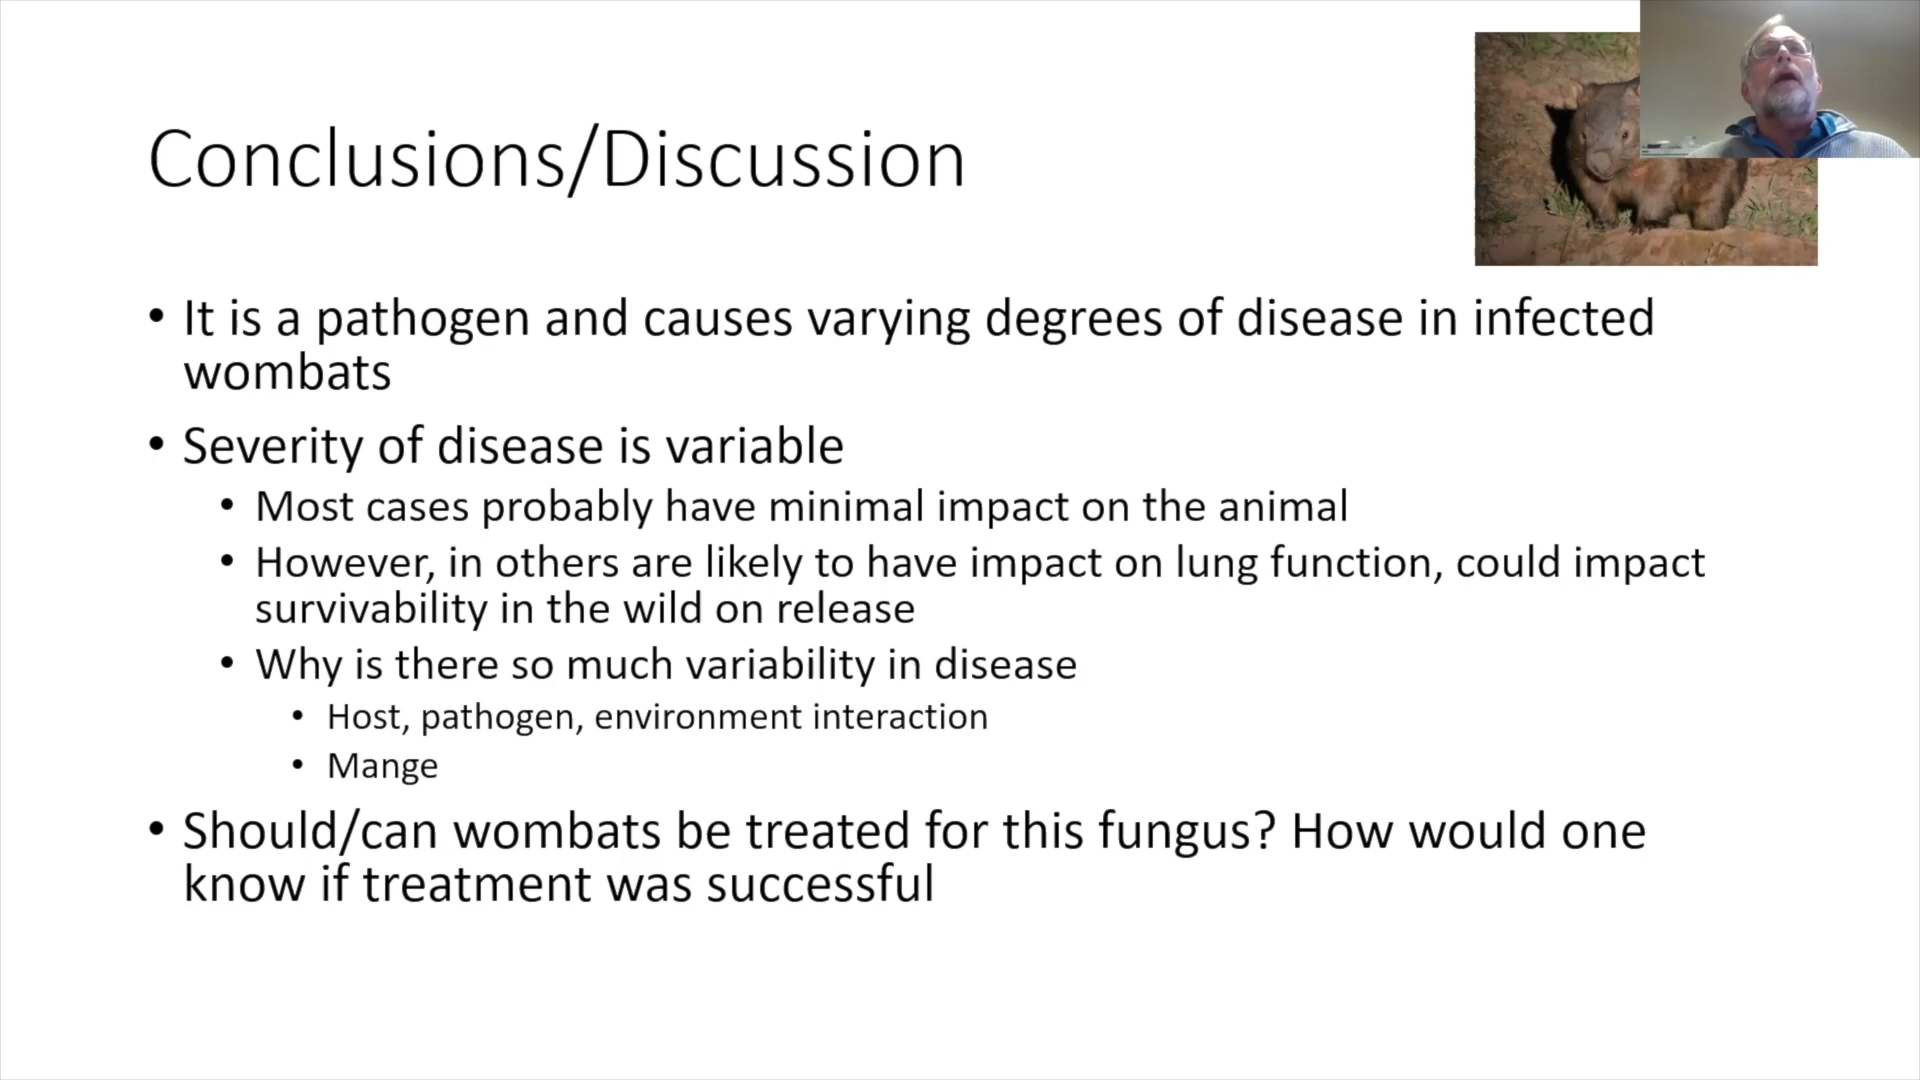 Conclusions/Discussion
• It is a pathogen and causes varying degrees of disease in infected
wombats
• Severity of disease is variable
• Most cases probably have minimal impact on the animal
• However, in others are likely to have impact on lung function, could impact
survivability in the wild on release
• Why is there so much variability in disease
• Host, pathogen, environment interaction
• Mange
• Should/can wombats be treated for this fungus? How would one
know if treatment was successful